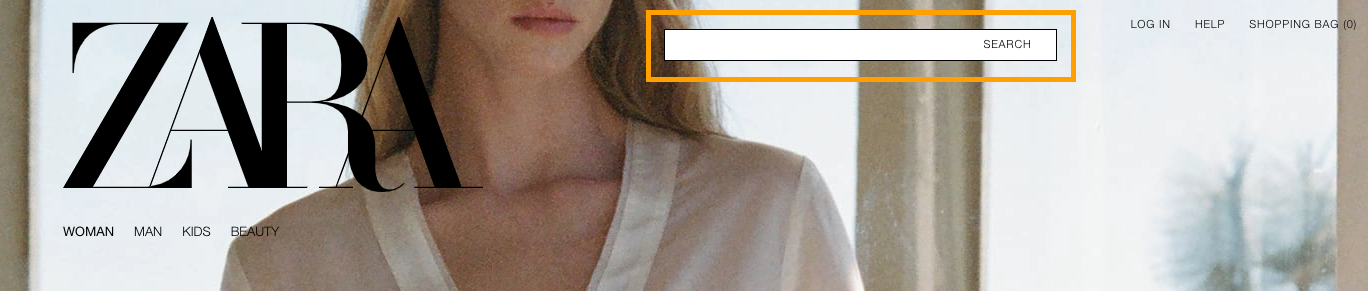 ZARA
SEARCH
LOG IN
HELP
SHOPPING BAG (0)
WOMAN
MAN
KIDS
BEAUTY